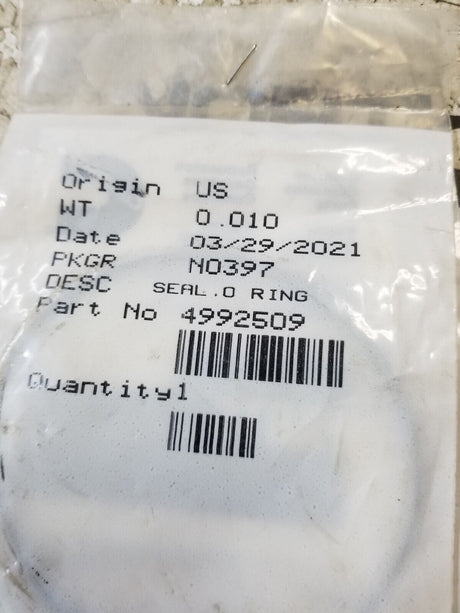 Origin US
WT 0.010
Date 03/29/2021
PKGR N0397
DESC SEAL.O RING
Part No 4992509
Quantity1